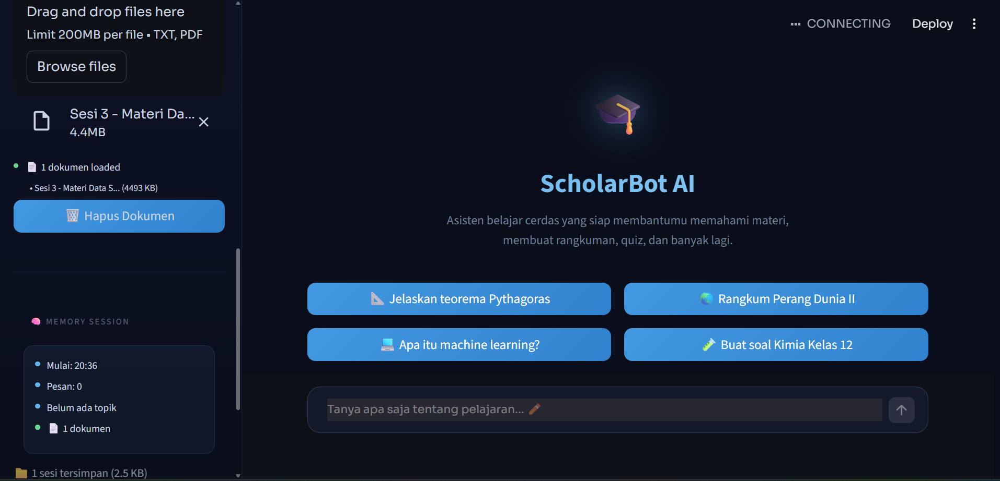 Drag and drop files here
Limit 200MB per file • TXT, PDF
Browse files
Sesi 3 - Materi Da...
4.4MB
1 dokumen loaded
• Sesi 3 - Materi Data S... (4493 KB)
Hapus Dokumen
MEMORY SESSION
Mulai: 20:36
Pesan: 0
Belum ada topik
1 dokumen
1 sesi tersimpan (2.5 KB)
CONNECTING
Deploy
ScholarBot AI
Asisten belajar cerdas yang siap membantumu memahami materi,
membuat rangkuman, quiz, dan banyak lagi.
Jelaskan teorema Pythagoras
Rangkum Perang Dunia II
Apa itu machine learning?
Buat soal Kimia Kelas 12
Tanya apa saja tentang pelajaran...